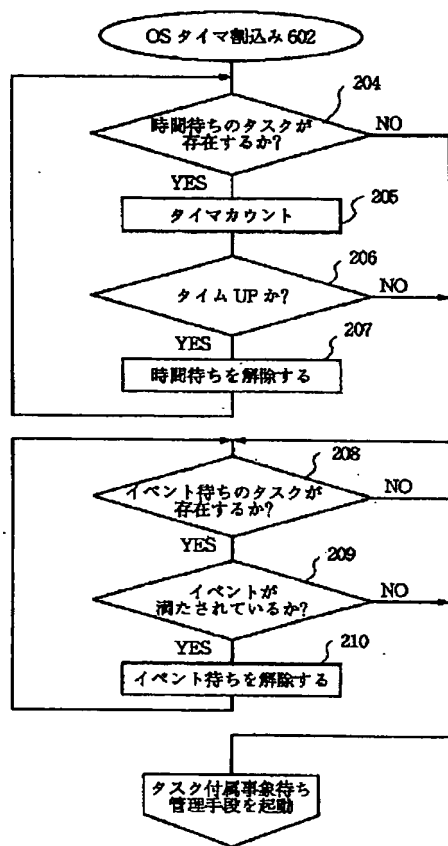 OS タイマ割込み 602
204
時間待ちのタスクが
存在するか?
NO
YES
205
タイマカウント
206
タイム UP か?
NO
YES
207
時間待ちを解除する
208
イベント待ちのタスクが
存在するか?
NO
YES
209
イベントが
満たされているか?
NO
YES
210
イベント待ちを解除する
タスク付属事象待ち
管理手段を起動